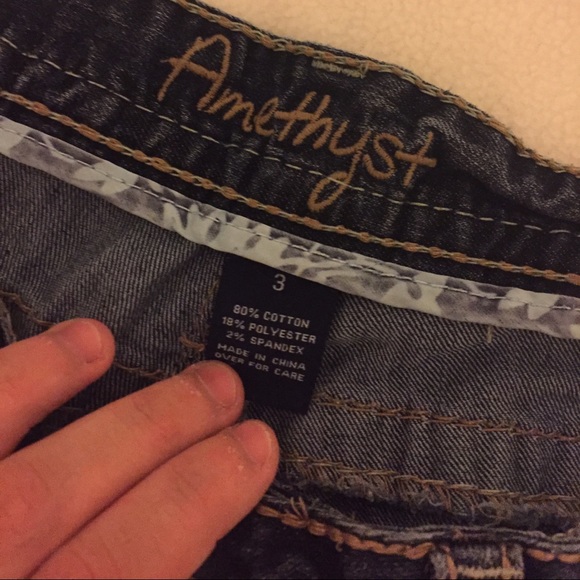 Amethyst
3
80% COTTON
18% POLYESTER
2% SPANDEX
MADE IN CHINA
OVER FOR CARE